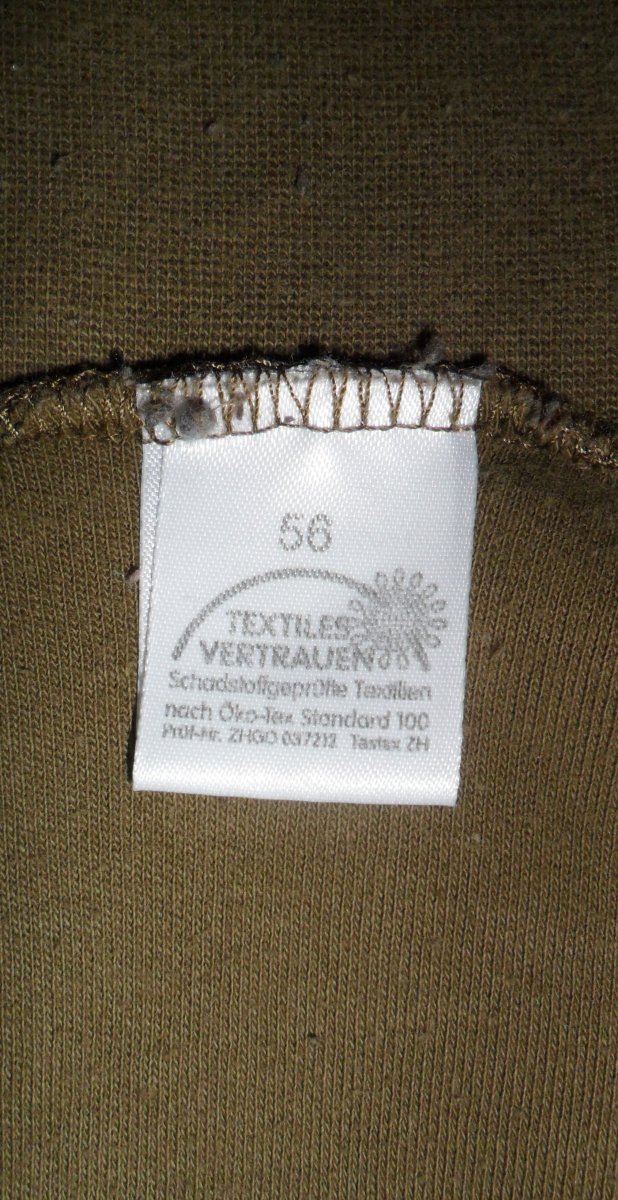 56
TEXTILES
VERTRAUEN
Schadstoffgeprüfte Textilien
nach Öko-Tex Standard 100
Prüf-Nr. ZHGO 037212 Testex ZH